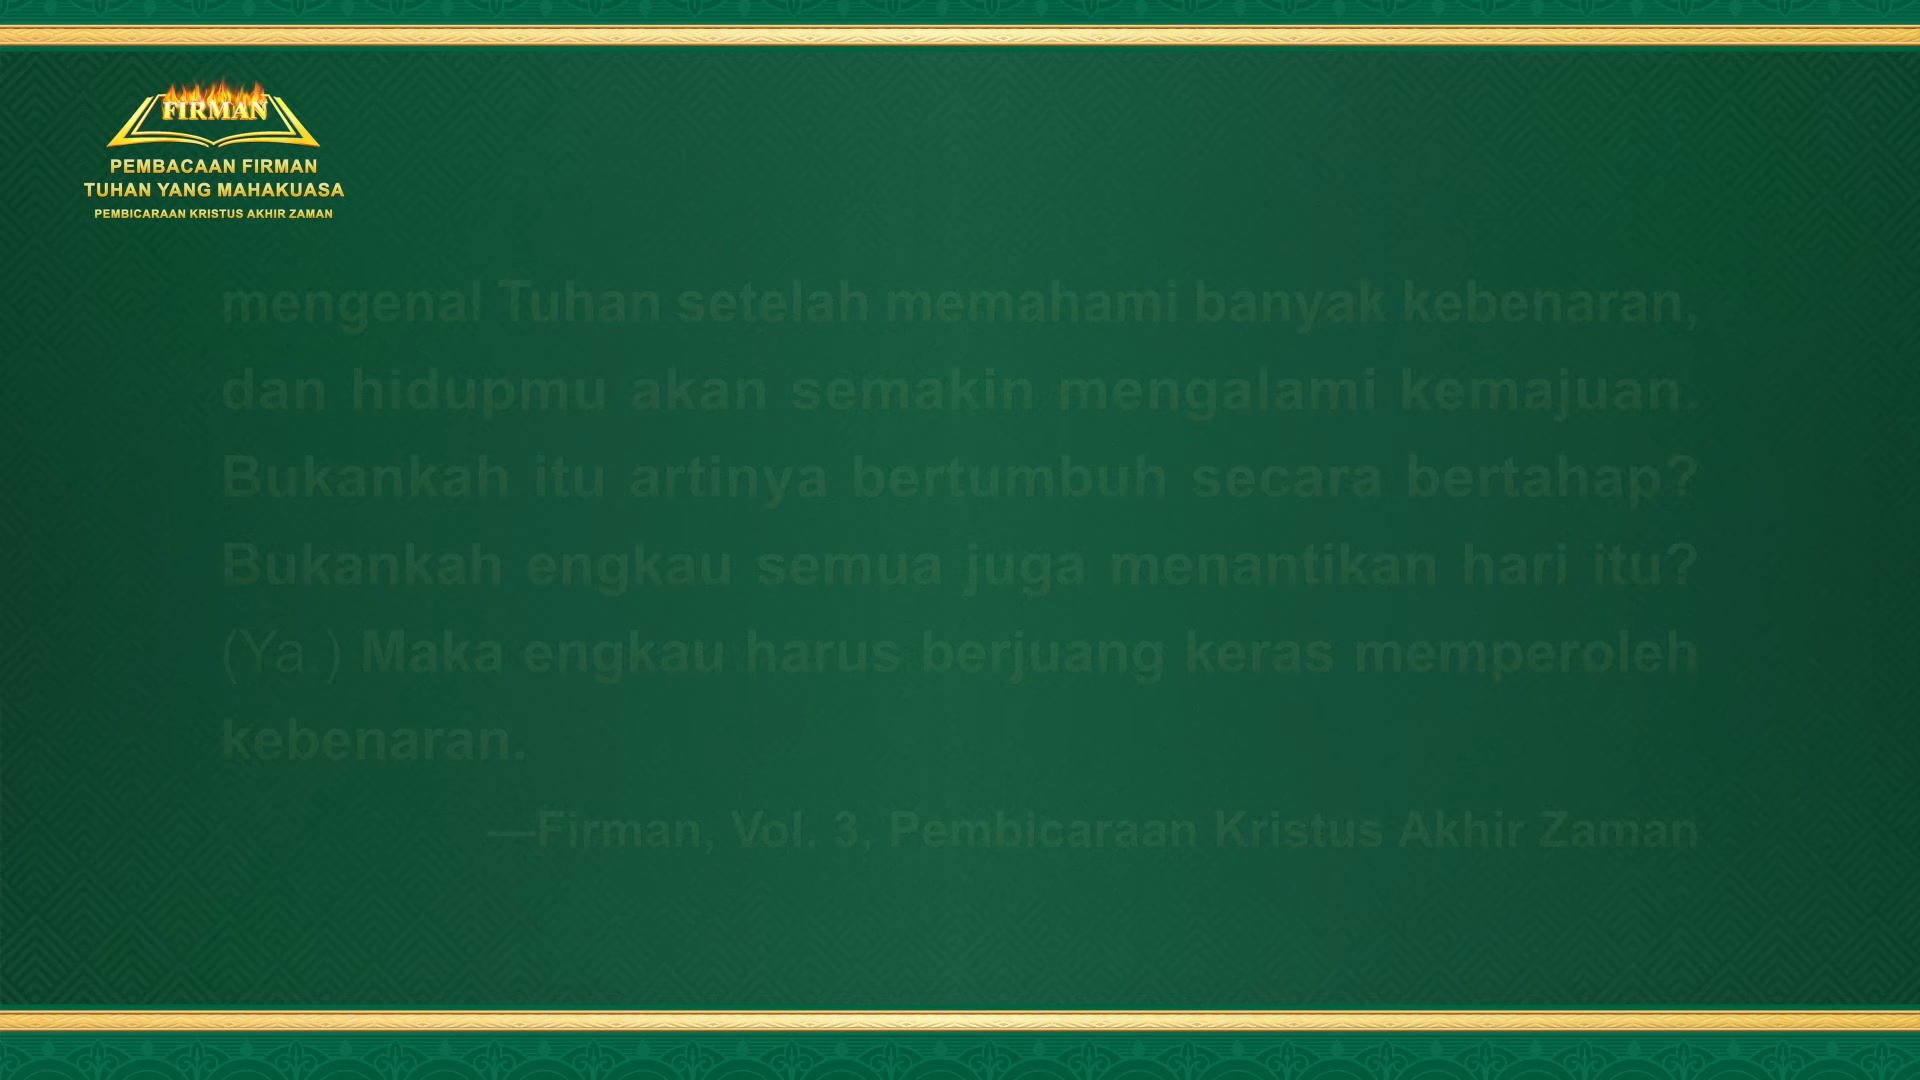 FIRMAN
PEMBACAAN FIRMAN
TUHAN YANG MAHAKUASA
PEMBICARAAN KRISTUS AKHIR ZAMAN
mengenal Tuhan setelah memahami banyak kebenaran,
dan hidupmu akan semakin mengalami kemajuan.
Bukankah itu artinya bertumbuh secara bertahap?
Bukankah engkau semua juga menantikan hari itu?
(Ya.) Maka engkau harus berjuang keras memperoleh
kebenaran.
—Firman, Vol. 3, Pembicaraan Kristus Akhir Zaman